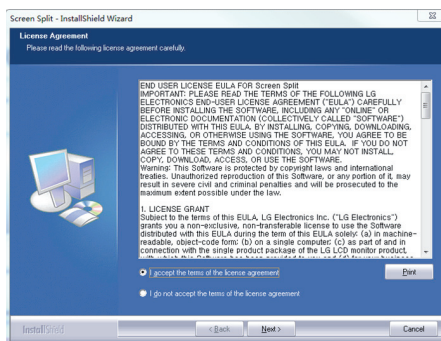 Screen Split - InstallShield Wizard
License Agreement
Please read the following license agreement carefully.
END USER LICENSE EULA FOR Screen Split
IMPORTANT: PLEASE READ THE TERMS OF THE FOLLOWING LG
ELECTRONICS END-USER LICENSE AGREEMENT ("EULA") CAREFULLY
BEFORE INSTALLING THE SOFTWARE, INCLUDING ANY "ONLINE" OR
ELECTRONIC DOCUMENTATION (COLLECTIVELY CALLED "SOFTWARE")
DISTRIBUTED WITH THIS EULA. BY INSTALLING, COPYING, DOWNLOADING,
ACCESSING, OR OTHERWISE USING THE SOFTWARE, YOU AGREE TO BE
BOUND BY THE TERMS AND CONDITIONS OF THIS EULA. IF YOU DO NOT
AGREE TO THESE TERMS AND CONDITIONS, YOU MAY NOT INSTALL,
COPY, DOWNLOAD, ACCESS, OR USE THE SOFTWARE.
Warning: This Software is protected by copyright laws and international
treaties. Unauthorized reproduction of this Software, or any portion of it, may
result in severe civil and criminal penalties and will be prosecuted to the
maximum extent possible under the law.
1. LICENSE GRANT
Subject to the terms of this EULA, LG Electronics Inc. ("LG Electronics")
grants you a non-exclusive, non-transferable license to use the Software
distributed with this EULA during the term of this EULA solely: (a) in machine-
readable, object-code form; (b) on a single computer; (c) as part of and in
connection with the single product package of the LG LCD monitor product,
I accept the terms of the license agreement
Print
I do not accept the terms of the license agreement
InstallShield
< Back
Next >
Cancel